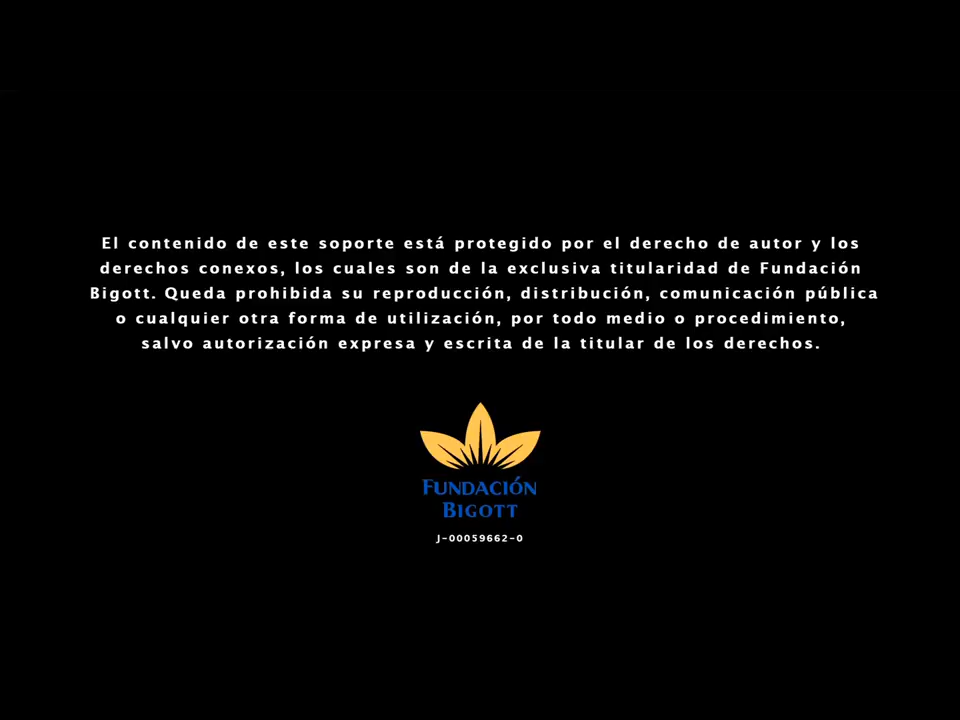 El contenido de este soporte está protegido por el derecho de autor y los
derechos conexos, los cuales son de la exclusiva titularidad de Fundación
Bigott. Queda prohibida su reproducción, distribución, comunicación pública
o cualquier otra forma de utilización, por todo medio o procedimiento,
salvo autorización expresa y escrita de la titular de los derechos.
FUNDACIÓN
BIGOTT
J-00059662-0